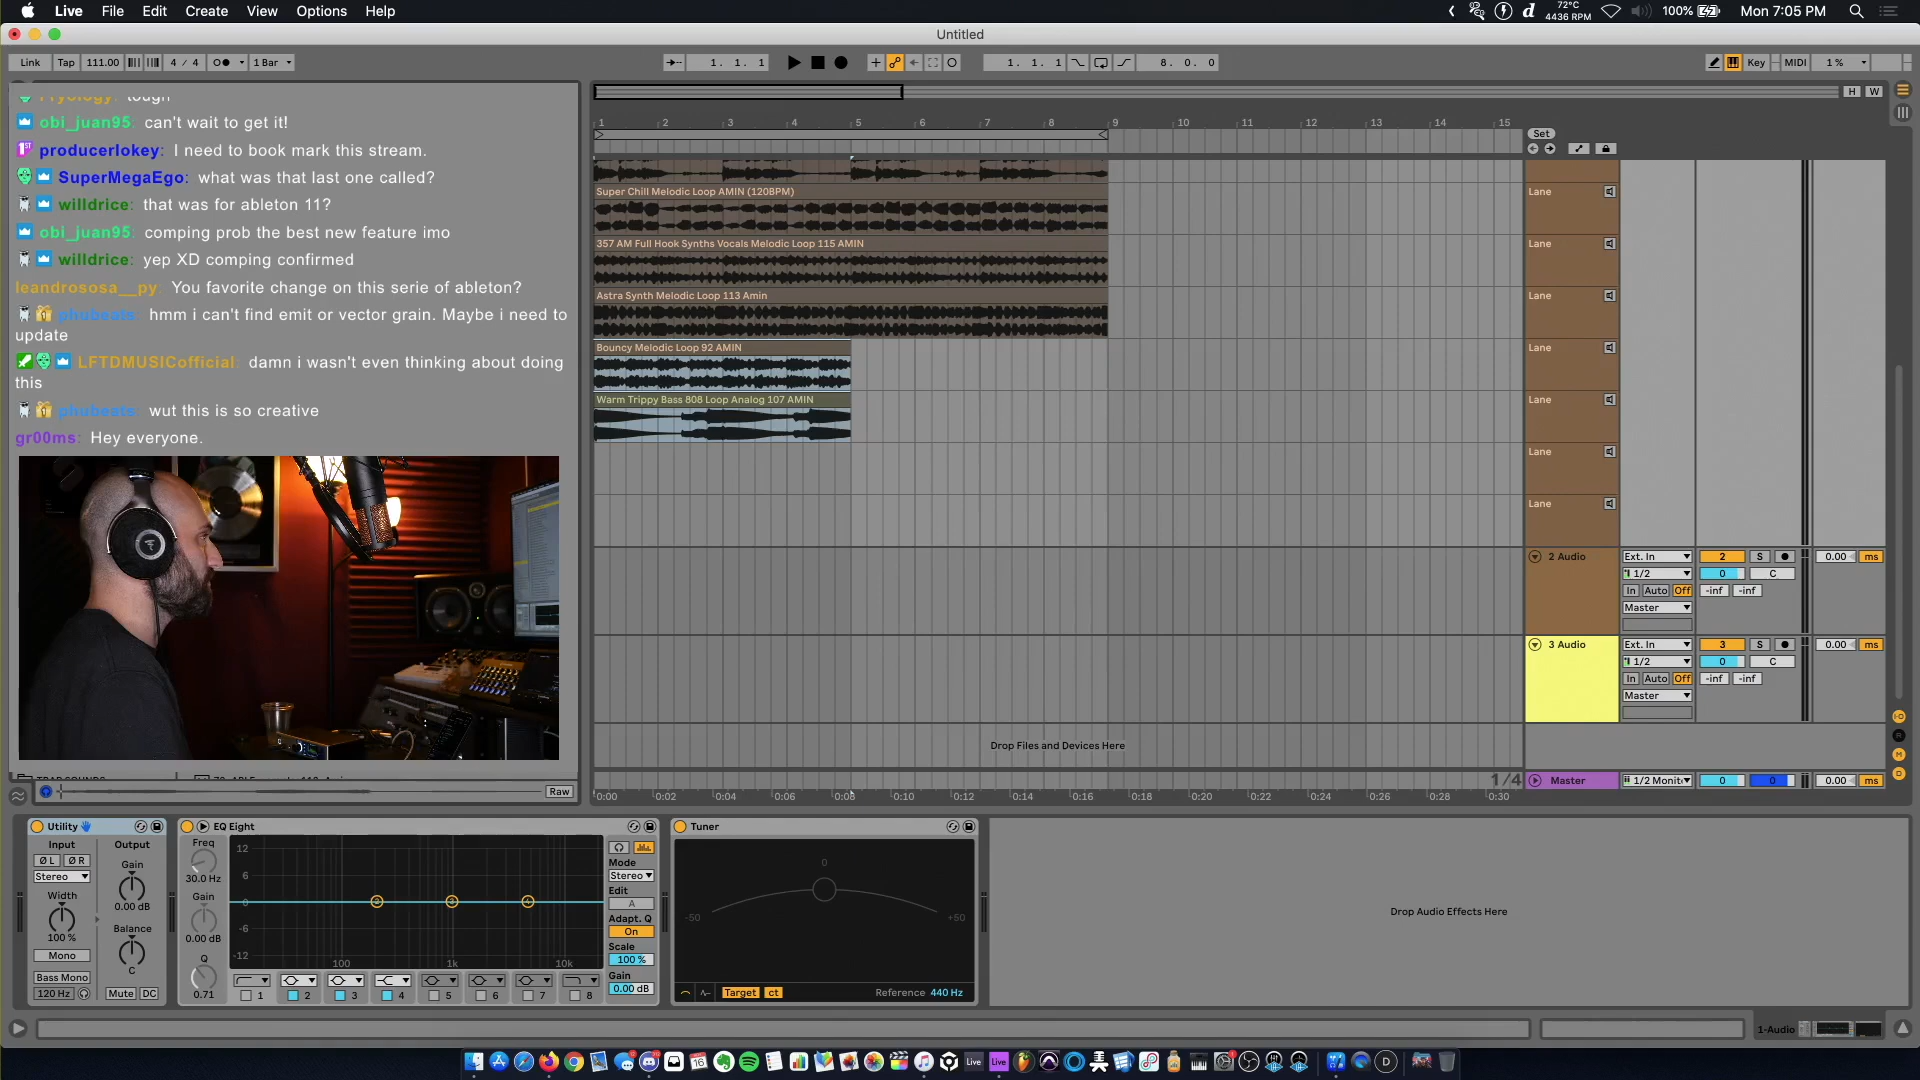 Live File Edit Create View Options Help
72°C
4436 RPM
100%
Mon 7:05 PM
Untitled
Link Tap 111.00 4 / 4 1 Bar
1. 1. 1
1. 1. 1
8. 0. 0
Key MIDI 1 %
H W
obi_juan95: can't wait to get it!
producerlokey: I need to book mark this stream.
SuperMegaEgo: what was that last one called?
willdrice: that was for ableton 11?
obi_juan95: comping prob the best new feature imo
willdrice: yep XD comping confirmed
leandrososa__py: You favorite change on this serie of ableton?
phubeats: hmm i can't find emit or vector grain. Maybe i need to
update
LFTDMUSICofficial: damn i wasn't even thinking about doing
this
phubeats: wut this is so creative
gr00ms: Hey everyone.
Raw
1 2 3 4 5 6 7 8 9 10 11 12 13 14 15
Set
Super Chill Melodic Loop AMIN (120BPM)
357 AM Full Hook Synths Vocals Melodic Loop 115 AMIN
Astra Synth Melodic Loop 113 Amin
Bouncy Melodic Loop 92 AMIN
Warm Trippy Bass 808 Loop Analog 107 AMIN
Lane
Lane
Lane
Lane
Lane
Lane
Lane
2 Audio Ext. In 2 S 0.00 ms
1/2 0 C
In Auto Off -inf -inf
Master
3 Audio Ext. In 3 S 0.00 ms
1/2 0 C
In Auto Off -inf -inf
Master
Drop Files and Devices Here
1/4
Master 1/2 0 0 0.00 ms
0:00 0:02 0:04 0:06 0:08 0:10 0:12 0:14 0:16 0:18 0:20 0:22 0:24 0:26 0:28 0:30
Utility
Input Output
Ø L Ø R Gain
Stereo
Width 0.00 dB
100 % Balance
Mono C
Bass Mono
120 Hz Mute DC
EQ Eight
Freq
30.0 Hz
Gain
0.00 dB
Q
0.71
12
6
0
-6
-12
100 1k 10k
2 3 4
1 2 3 4 5 6 7 8
Mode
Stereo
Edit
A
Adapt. Q
On
Scale
100 %
Gain
0.00 dB
Tuner
0
-50 +50
Target ct Reference 440 Hz
Drop Audio Effects Here
1-Audio
16
Live Live
D